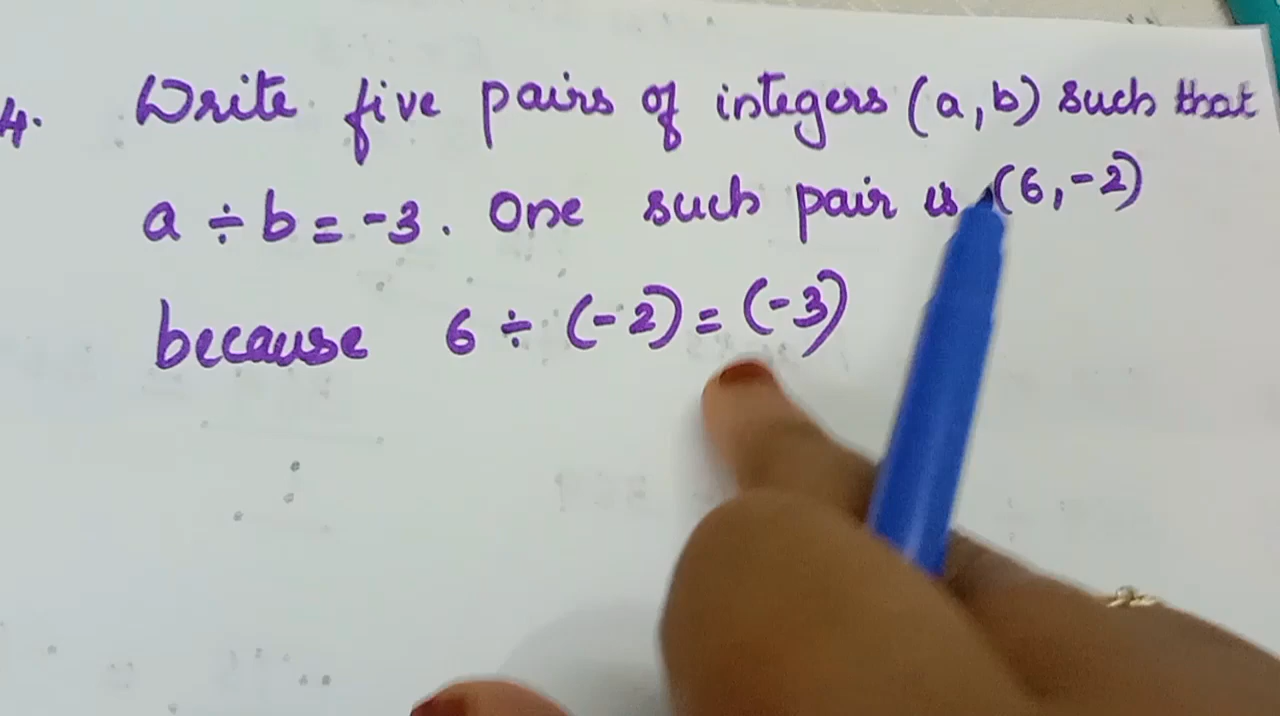 4. Write five pairs of integers (a, b) such that
a ÷ b = -3. One such pair is (6, -2)
because 6 ÷ (-2) = (-3)